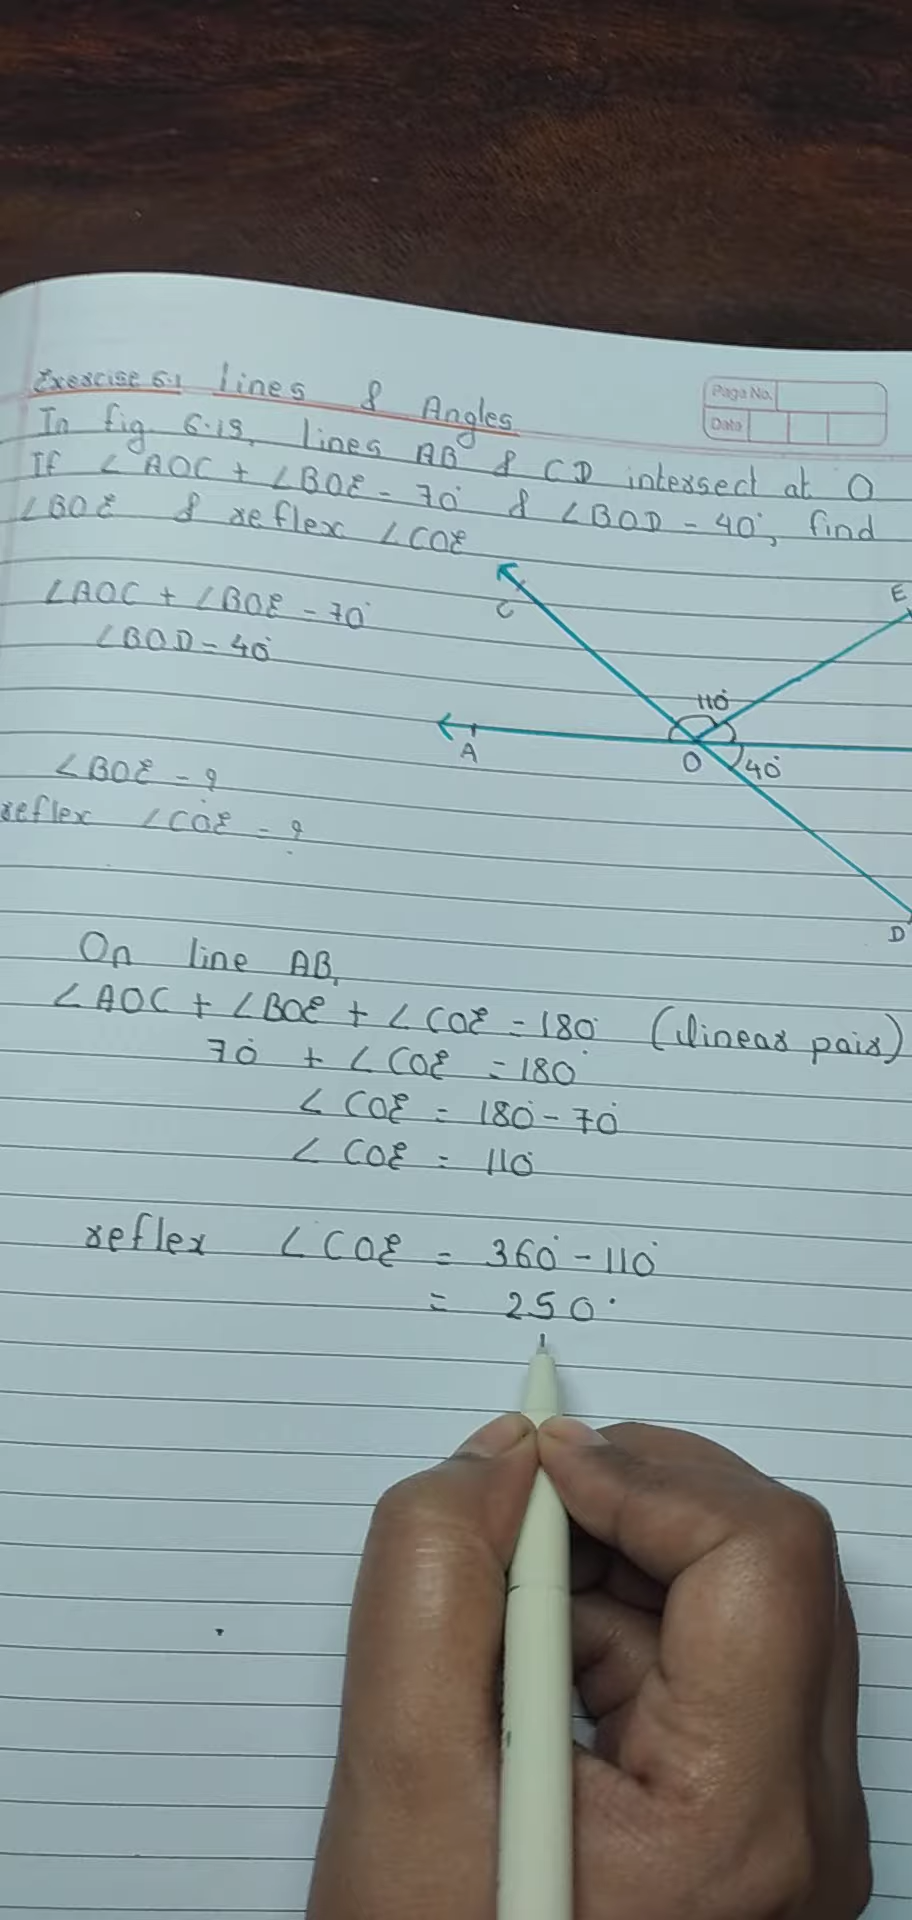 Exercise 6.1 lines & Angles
Page No.
Date
In fig. 6.13, lines AB & CD intersect at O
If ∠AOC + ∠BOE = 70° & ∠BOD = 40°, find
∠BOE & reflex ∠COE
∠AOC + ∠BOE = 70°
∠BOD = 40°
C
E
110°
A
O
40°
D
∠BOE = ?
reflex ∠COE = ?
On line AB,
∠AOC + ∠BOE + ∠COE = 180° (linear pair)
70° + ∠COE = 180°
∠COE = 180° - 70°
∠COE = 110°
reflex ∠COE = 360° - 110°
= 250°